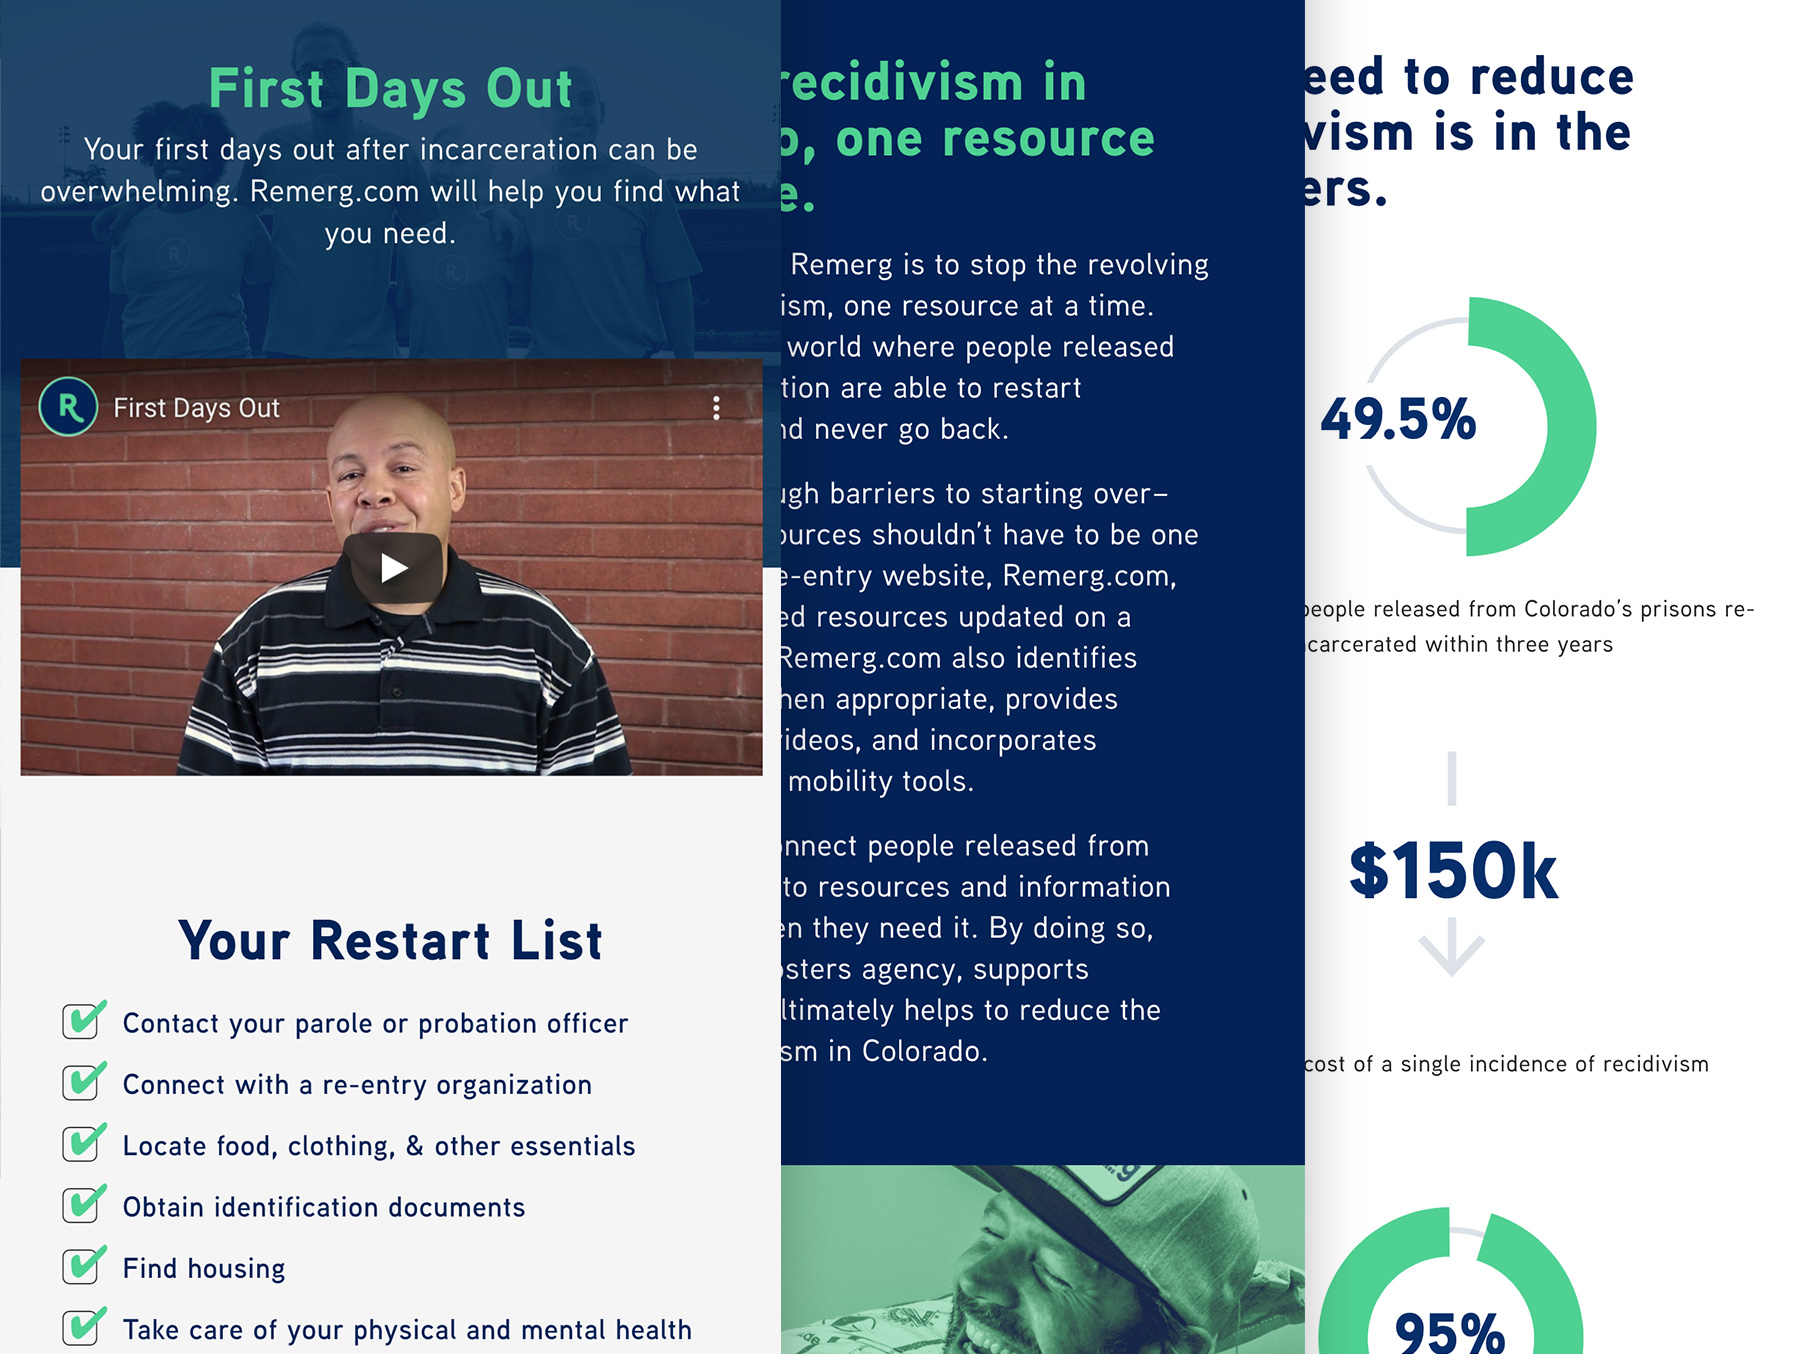 First Days Out
Your first days out after incarceration can be
overwhelming. Remerg.com will help you find what
you need.
R
R
R First Days Out
Your Restart List
Contact your parole or probation officer
Connect with a re-entry organization
Locate food, clothing, & other essentials
Obtain identification documents
Find housing
Take care of your physical and mental health
recidivism in
o, one resource
e.
Remerg is to stop the revolving
ism, one resource at a time.
world where people released
tion are able to restart
nd never go back.
ugh barriers to starting over–
ources shouldn't have to be one
e-entry website, Remerg.com,
ed resources updated on a
Remerg.com also identifies
hen appropriate, provides
videos, and incorporates
mobility tools.
onnect people released from
to resources and information
en they need it. By doing so,
osters agency, supports
ltimately helps to reduce the
sm in Colorado.
eed to reduce
vism is in the
ers.
49.5%
people released from Colorado's prisons re-
ncarcerated within three years
$150k
cost of a single incidence of recidivism
95%